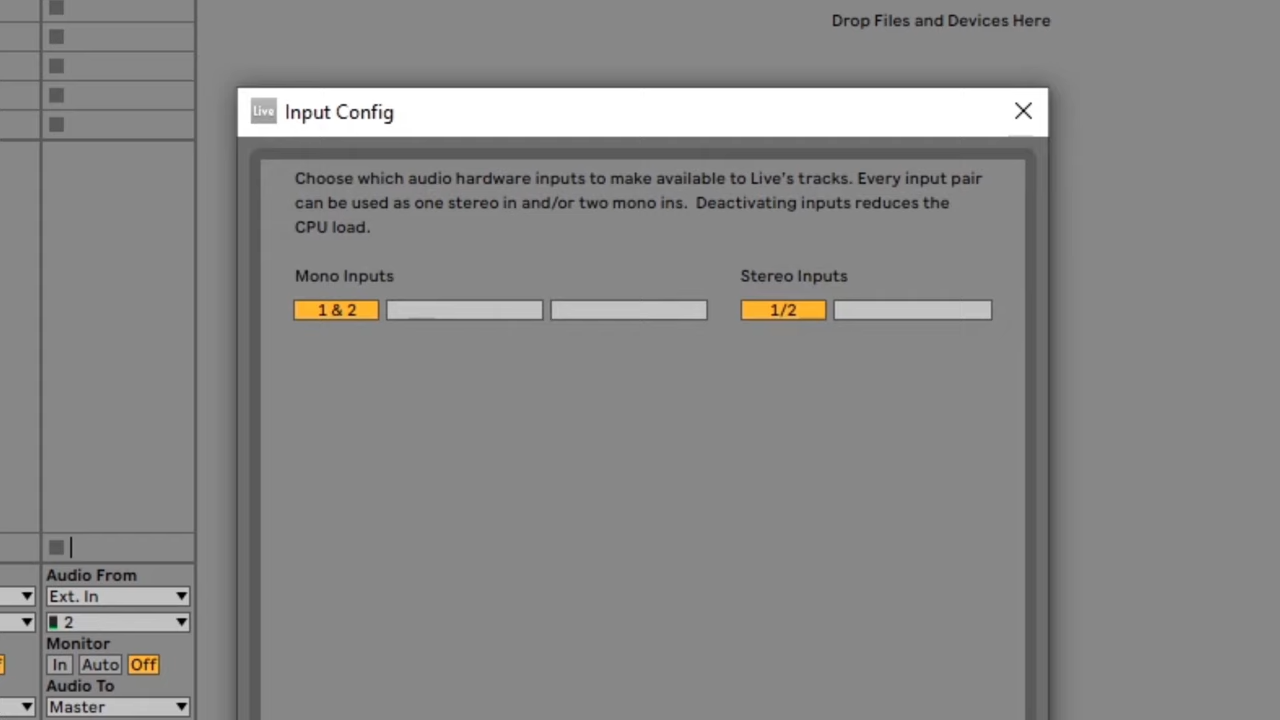 Drop Files and Devices Here
Live Input Config
Choose which audio hardware inputs to make available to Live's tracks. Every input pair
can be used as one stereo in and/or two mono ins. Deactivating inputs reduces the
CPU load.
Mono Inputs
Stereo Inputs
1 & 2
1/2
Audio From
Ext. In
2
Monitor
In Auto Off
Audio To
Master